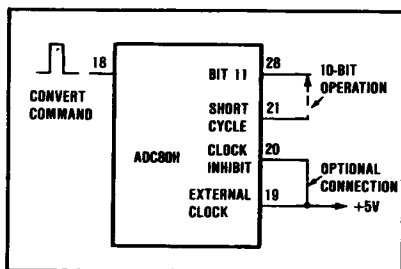 18
CONVERT
COMMAND
ADC80H
BIT 11
28
SHORT
CYCLE
21
10-BIT
OPERATION
CLOCK
INHIBIT
20
EXTERNAL
CLOCK
19
OPTIONAL
CONNECTION
+5V